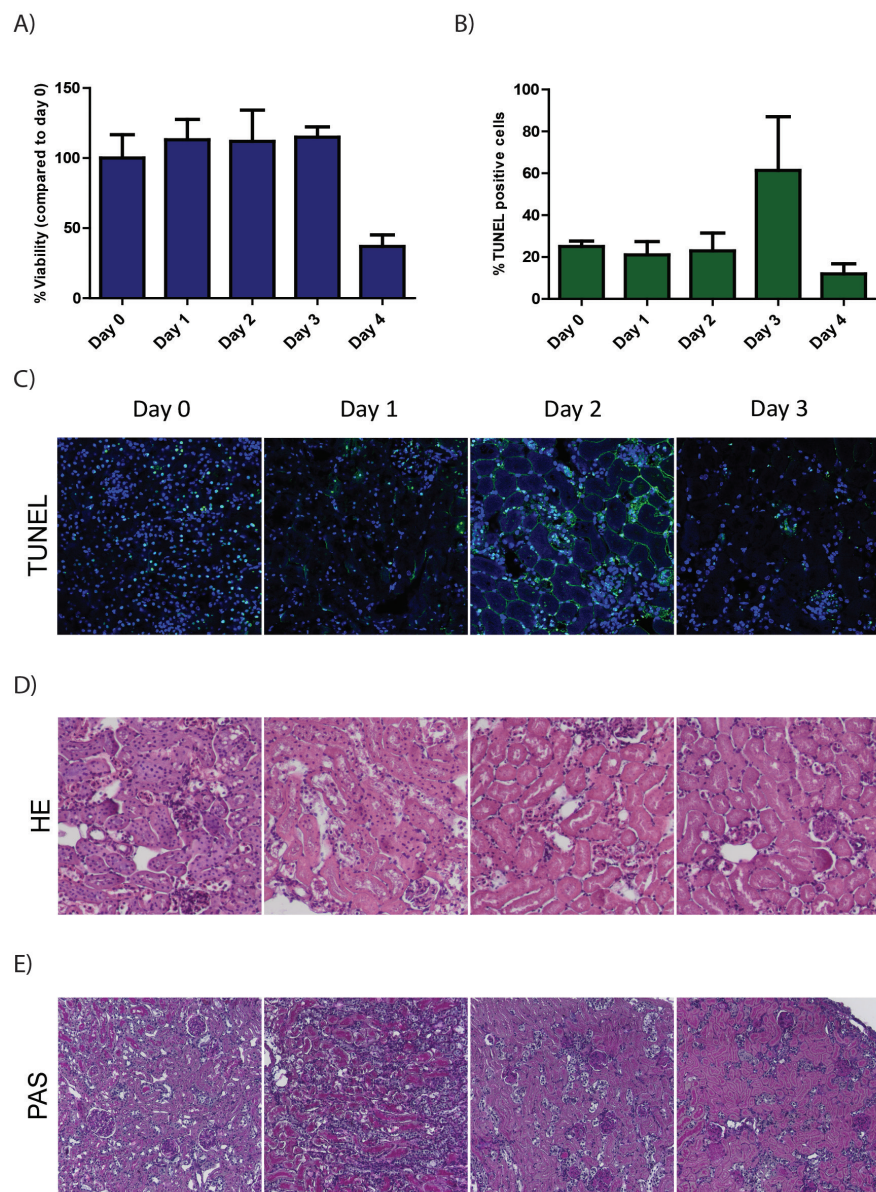 A)
B)
% Viability (compared to day 0)
150
100
50
0
Day 0
Day 1
Day 2
Day 3
Day 4
% TUNEL positive cells
100
80
60
40
20
0
Day 0
Day 1
Day 2
Day 3
Day 4
C)
Day 0 Day 1 Day 2 Day 3
TUNEL
D)
HE
E)
PAS